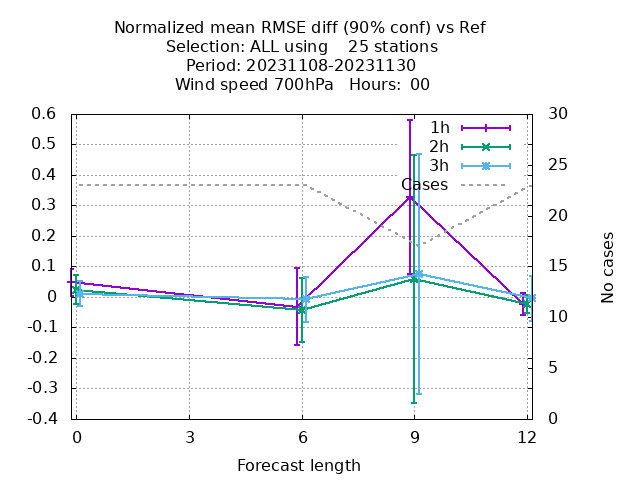 Normalized mean RMSE diff (90% conf) vs Ref
Selection: ALL using    25 stations
Period: 20231108-20231130
Wind speed 700hPa   Hours:  00
0.6
0.5
0.4
0.3
0.2
0.1
0
-0.1
-0.2
-0.3
-0.4
30
25
20
15
10
5
0
No cases
1h
2h
3h
Cases
0
3
6
9
12
Forecast length